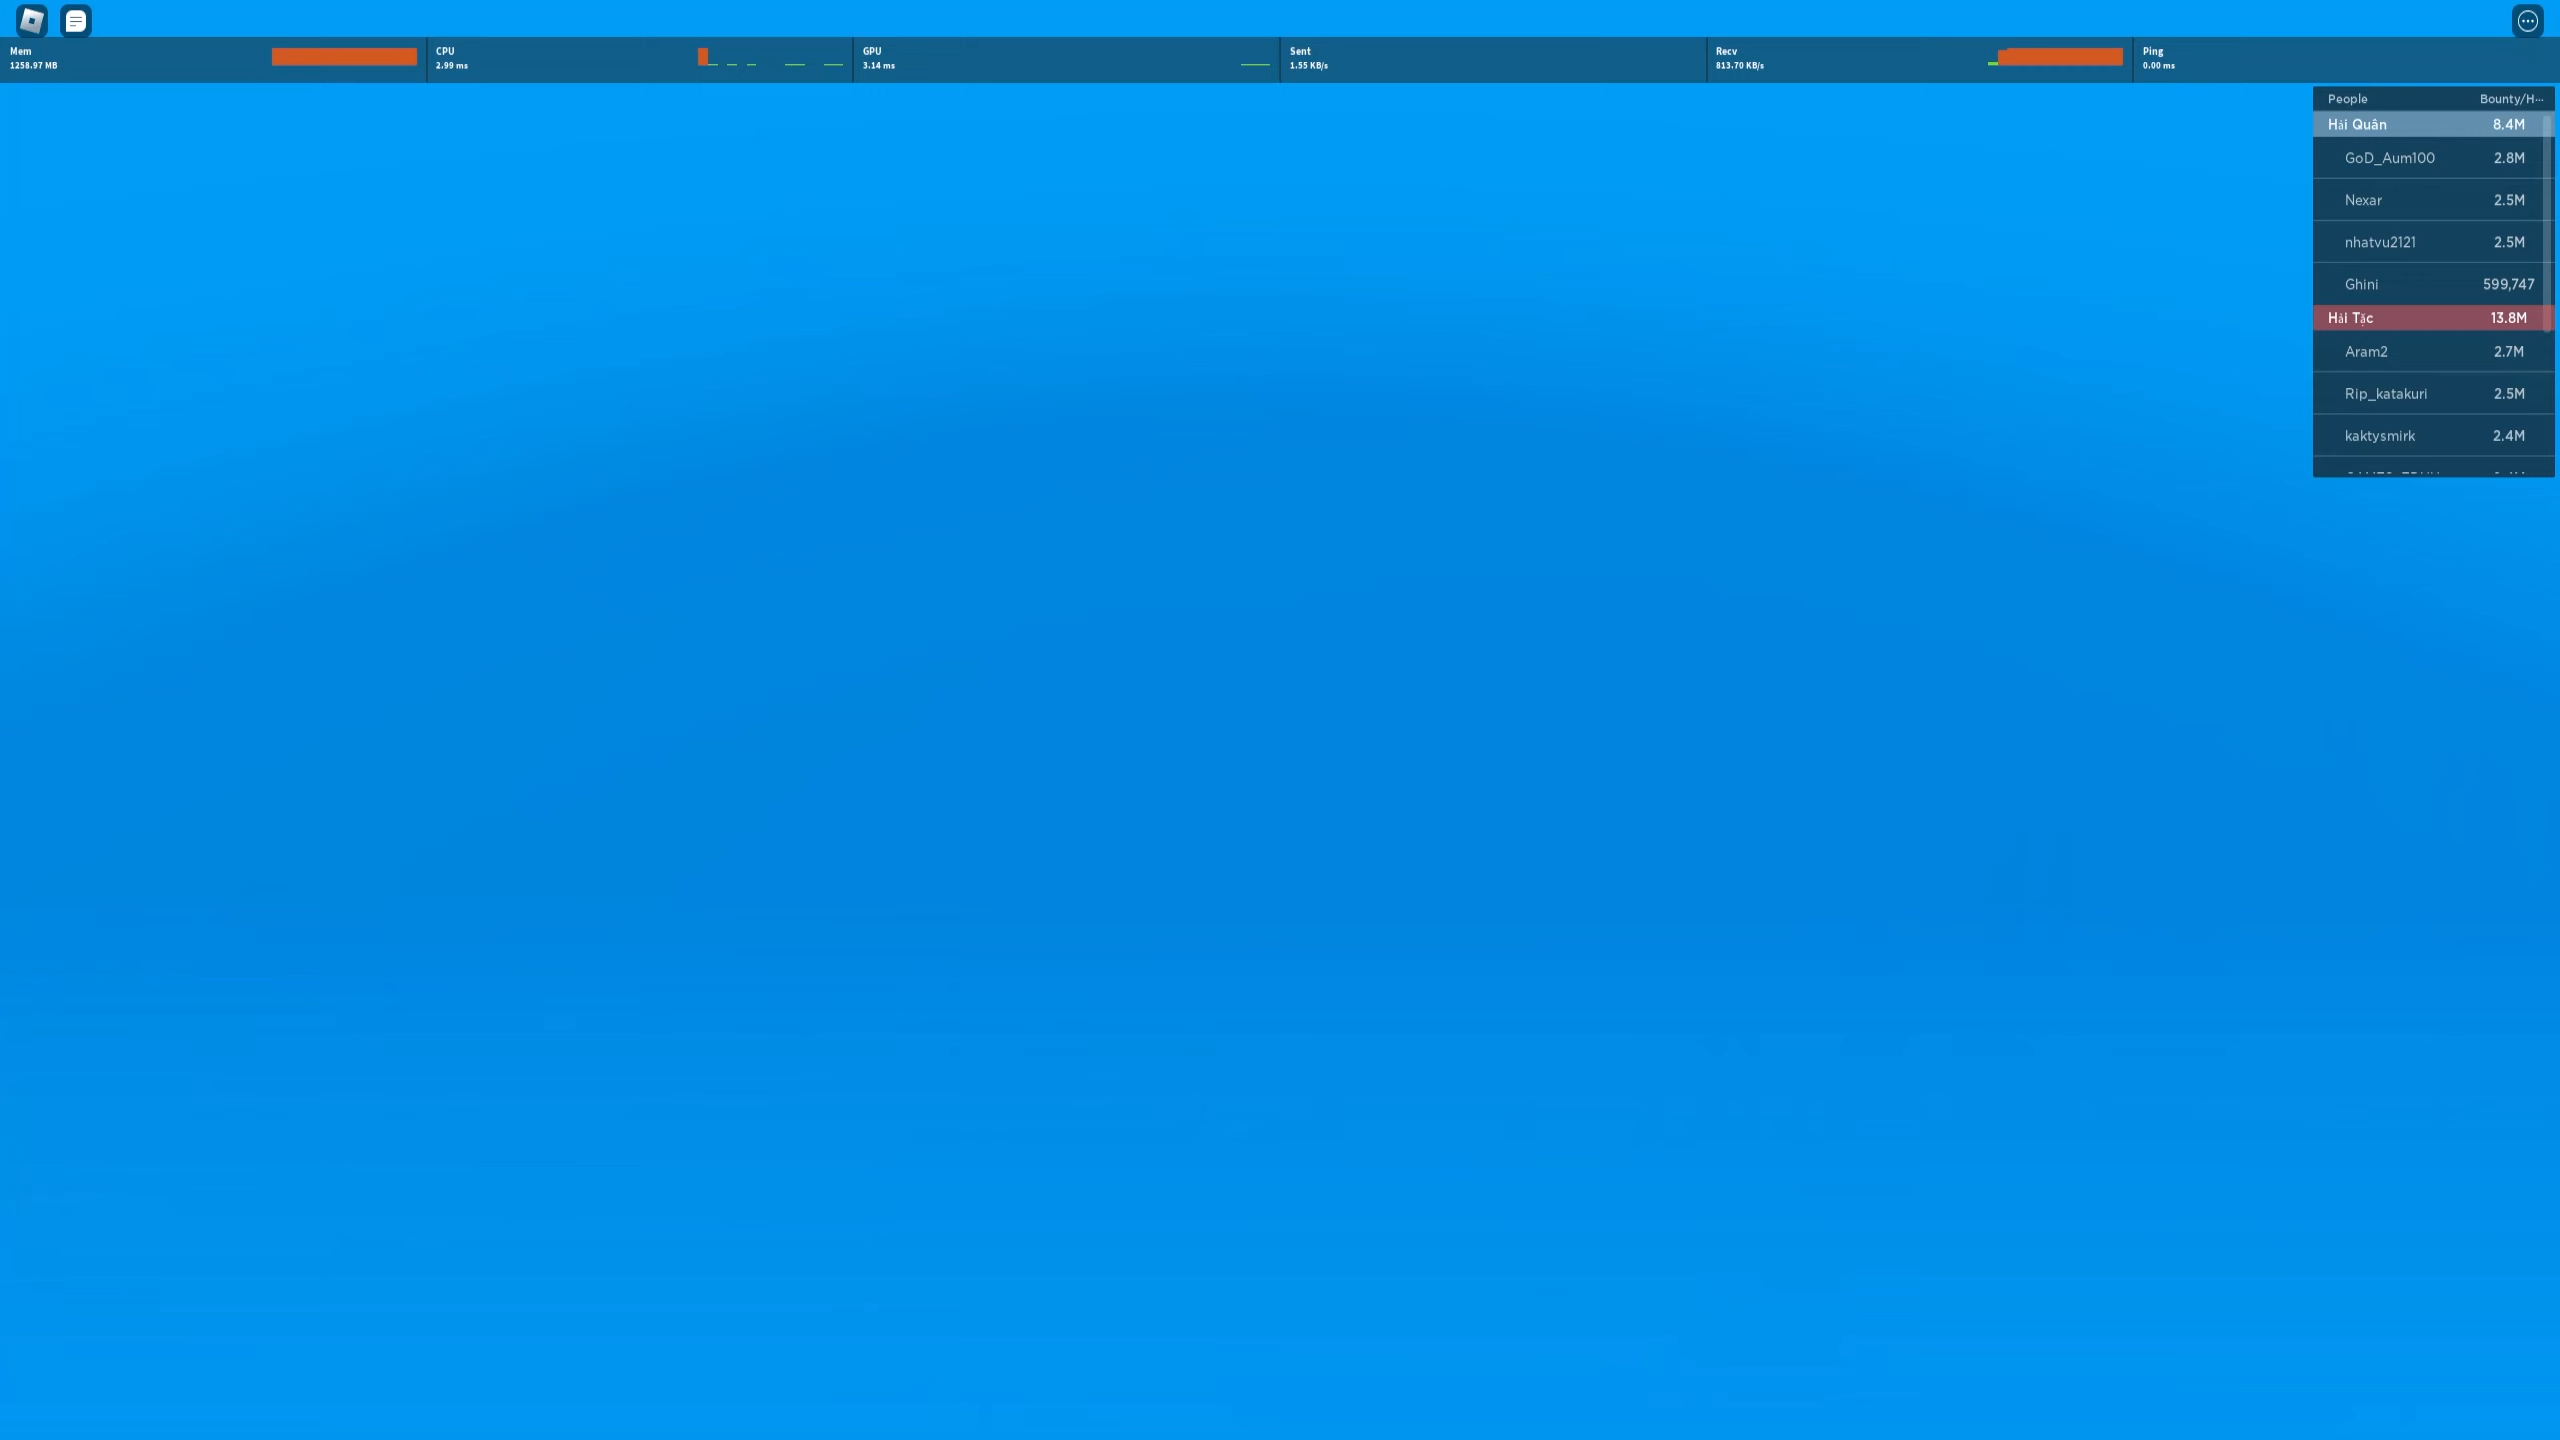 Mem
1258.97 MB
CPU
2.99 ms
GPU
3.14 ms
Sent
1.55 KB/s
Recv
813.70 KB/s
Ping
0.00 ms
People Bounty/H...
Hải Quân 8.4M
GoD_Aum100 2.8M
Nexar 2.5M
nhatvu2121 2.5M
Ghini 599,747
Hải Tặc 13.8M
Aram2 2.7M
Rip_katakuri 2.5M
kaktysmirk 2.4M